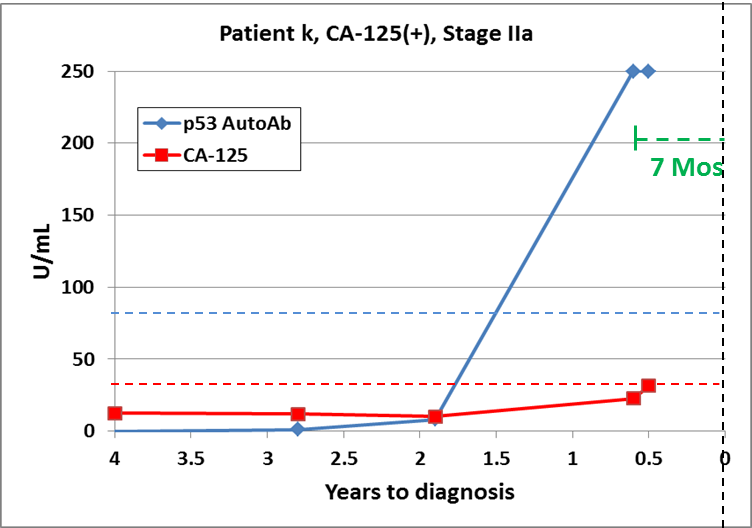 Patient k, CA-125(+), Stage IIa
250
200
150
100
50
0
U/mL
p53 AutoAb
CA-125
7 Mos
4 3.5 3 2.5 2 1.5 1 0.5 0
Years to diagnosis